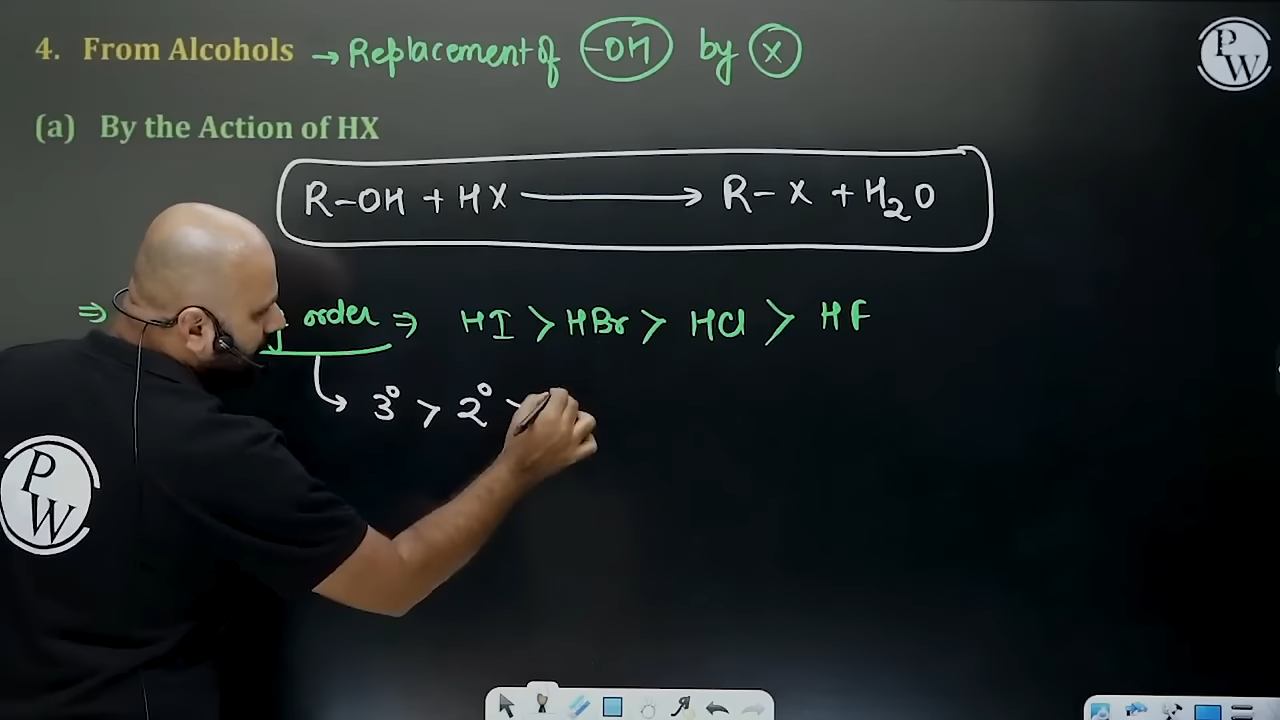 4. From Alcohols → Replacement of -OH by X
PW
(a) By the Action of HX
R-OH + HX → R-X + H₂O
⇒ order ⇒ HI > HBr > HCl > HF
3° > 2° >
PW